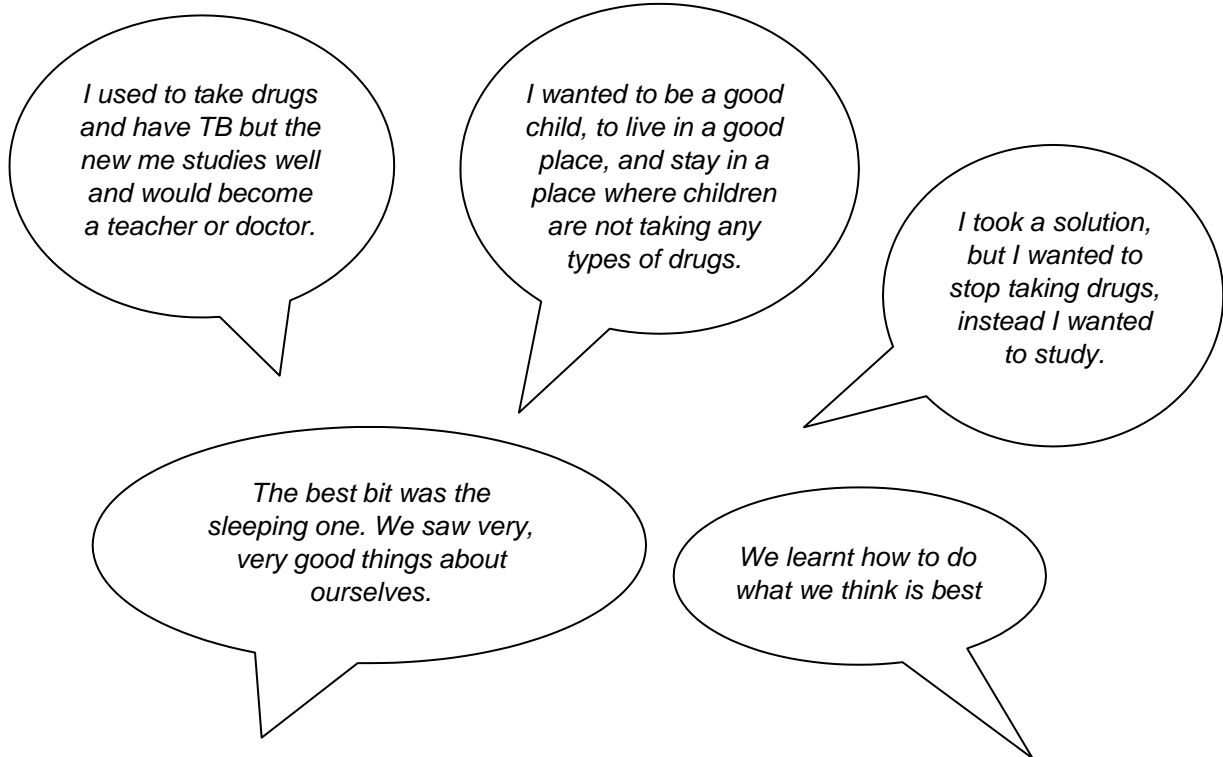 I used to take drugs
and have TB but the
new me studies well
and would become
a teacher or doctor.
I wanted to be a good
child, to live in a good
place, and stay in a
place where children
are not taking any
types of drugs.
I took a solution,
but I wanted to
stop taking drugs,
instead I wanted
to study.
The best bit was the
sleeping one. We saw very,
very good things about
ourselves.
We learnt how to do
what we think is best